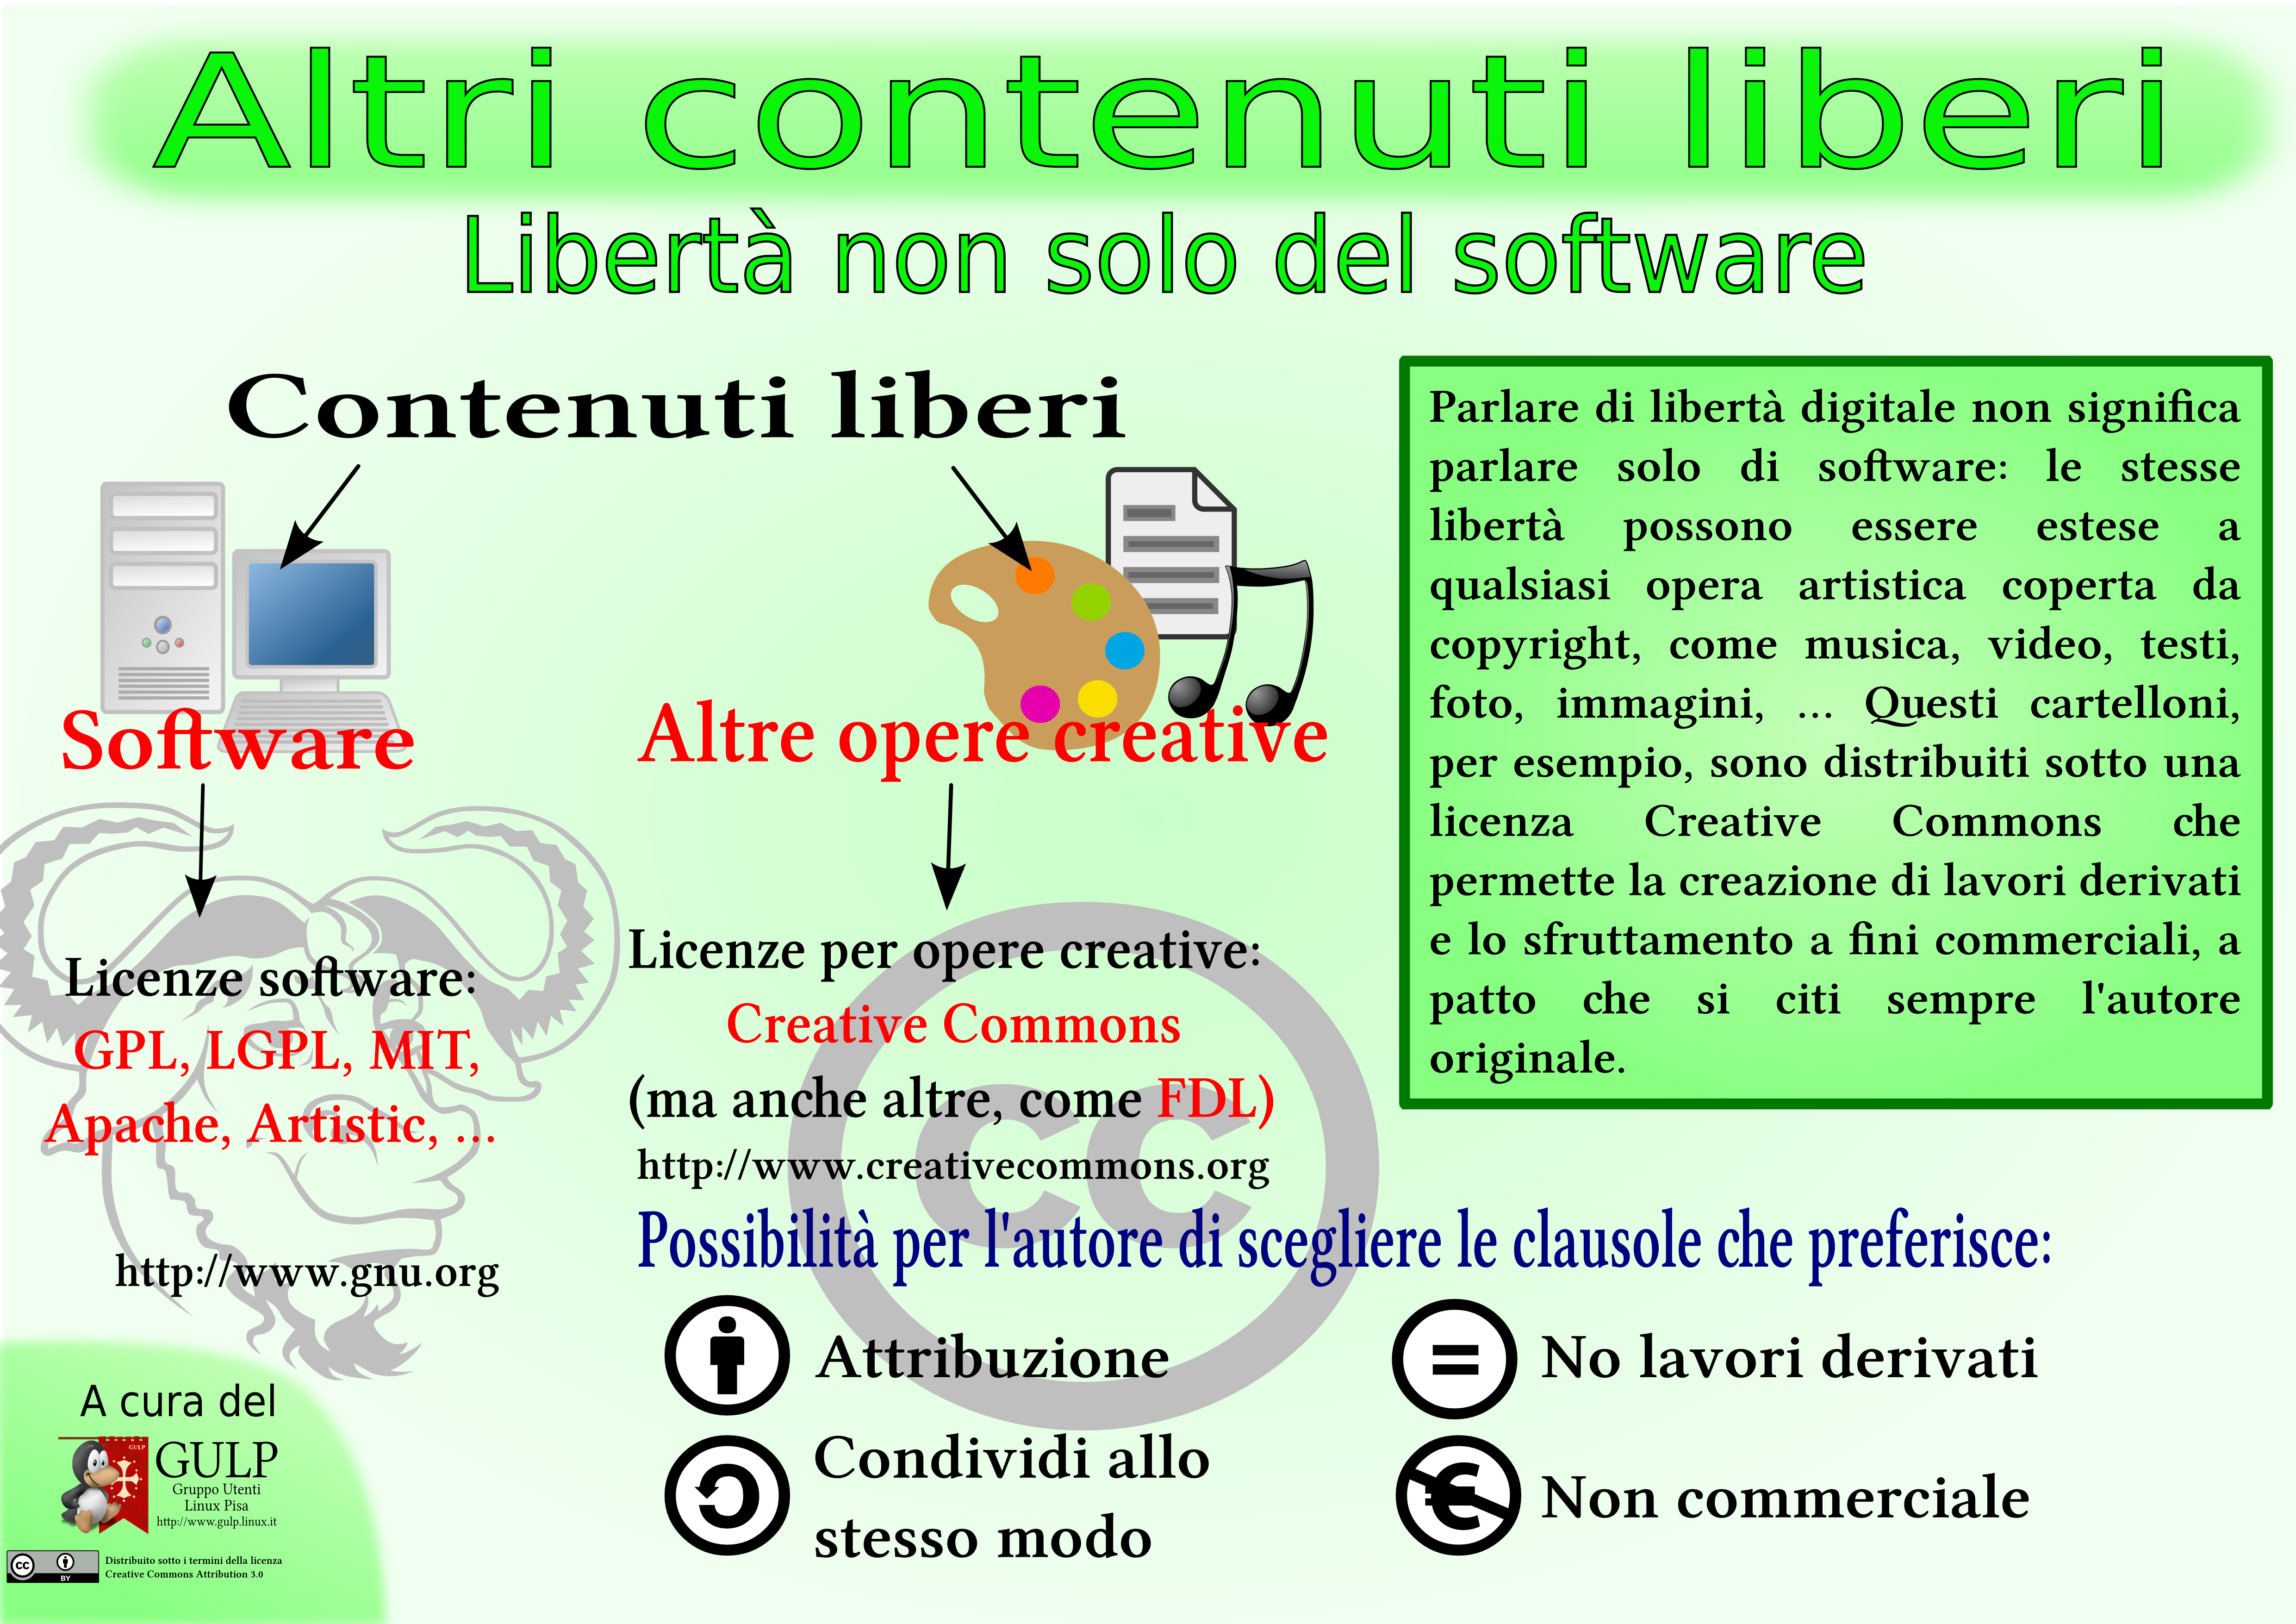 Altri contenuti liberi
Libertà non solo del software
Contenuti liberi
Software
Altre opere creative
Licenze software:
GPL, LGPL, MIT,
Apache, Artistic, ...
http://www.gnu.org
Licenze per opere creative:
Creative Commons
(ma anche altre, come FDL)
http://www.creativecommons.org
cc
Parlare di libertà digitale non significa
parlare solo di software: le stesse
libertà possono essere estese a
qualsiasi opera artistica coperta da
copyright, come musica, video, testi,
foto, immagini, ... Questi cartelloni,
per esempio, sono distribuiti sotto una
licenza Creative Commons che
permette la creazione di lavori derivati
e lo sfruttamento a fini commerciali, a
patto che si citi sempre l'autore
originale.
Possibilità per l'autore di scegliere le clausole che preferisce:
Attribuzione
= No lavori derivati
Condividi allo
stesso modo
€ Non commerciale
A cura del
GULP
GULP
Gruppo Utenti
Linux Pisa
http://www.gulp.linux.it
cc
BY
Distribuito sotto i termini della licenza
Creative Commons Attribution 3.0